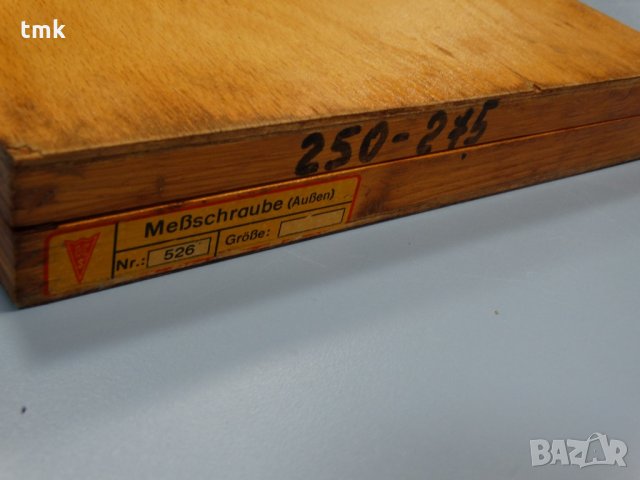 tmk
250-275
Meßschraube (Außen)
Nr.: 526 Größe:
BAZAR